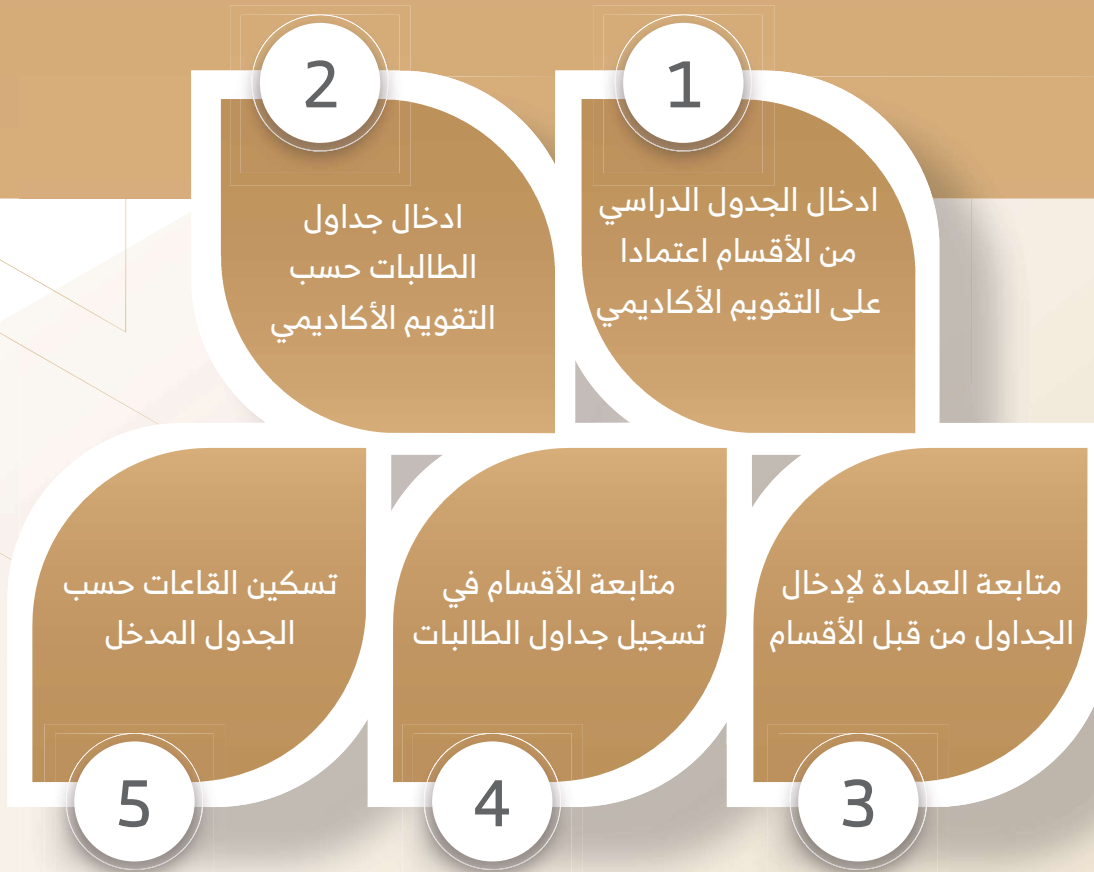 1
ادخال الجدول الدراسي
من الأقسام اعتمادا
على التقويم الأكاديمي
2
ادخال جداول
الطالبات حسب
التقويم الأكاديمي
متابعة العمادة لإدخال
الجداول من قبل الأقسام
3
متابعة الأقسام في
تسجيل جداول الطالبات
4
تسكين القاعات حسب
الجدول المدخل
5